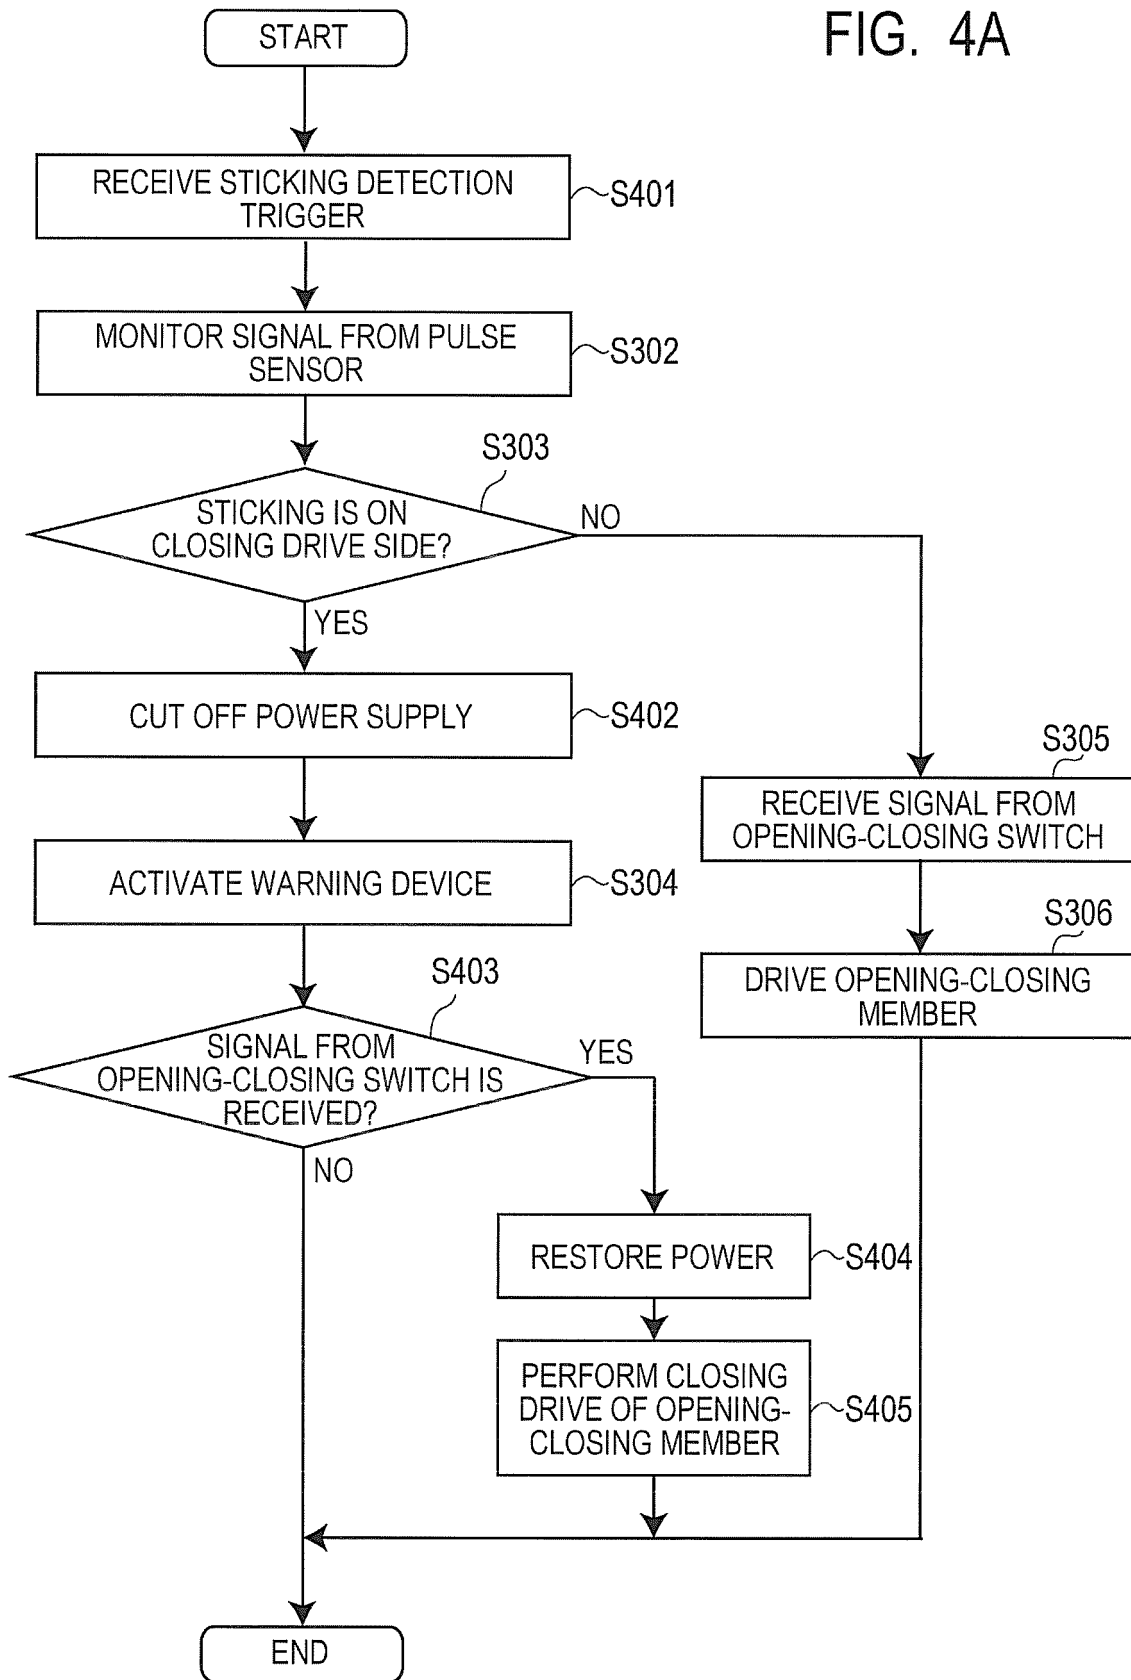 FIG. 4A
START
RECEIVE STICKING DETECTION
TRIGGER
S401
MONITOR SIGNAL FROM PULSE
SENSOR
S302
S303
STICKING IS ON
CLOSING DRIVE SIDE?
NO
YES
CUT OFF POWER SUPPLY
S402
S305
RECEIVE SIGNAL FROM
OPENING-CLOSING SWITCH
ACTIVATE WARNING DEVICE
S304
S306
DRIVE OPENING-CLOSING
MEMBER
S403
SIGNAL FROM
OPENING-CLOSING SWITCH IS
RECEIVED?
YES
NO
RESTORE POWER
S404
PERFORM CLOSING
DRIVE OF OPENING-
CLOSING MEMBER
S405
END